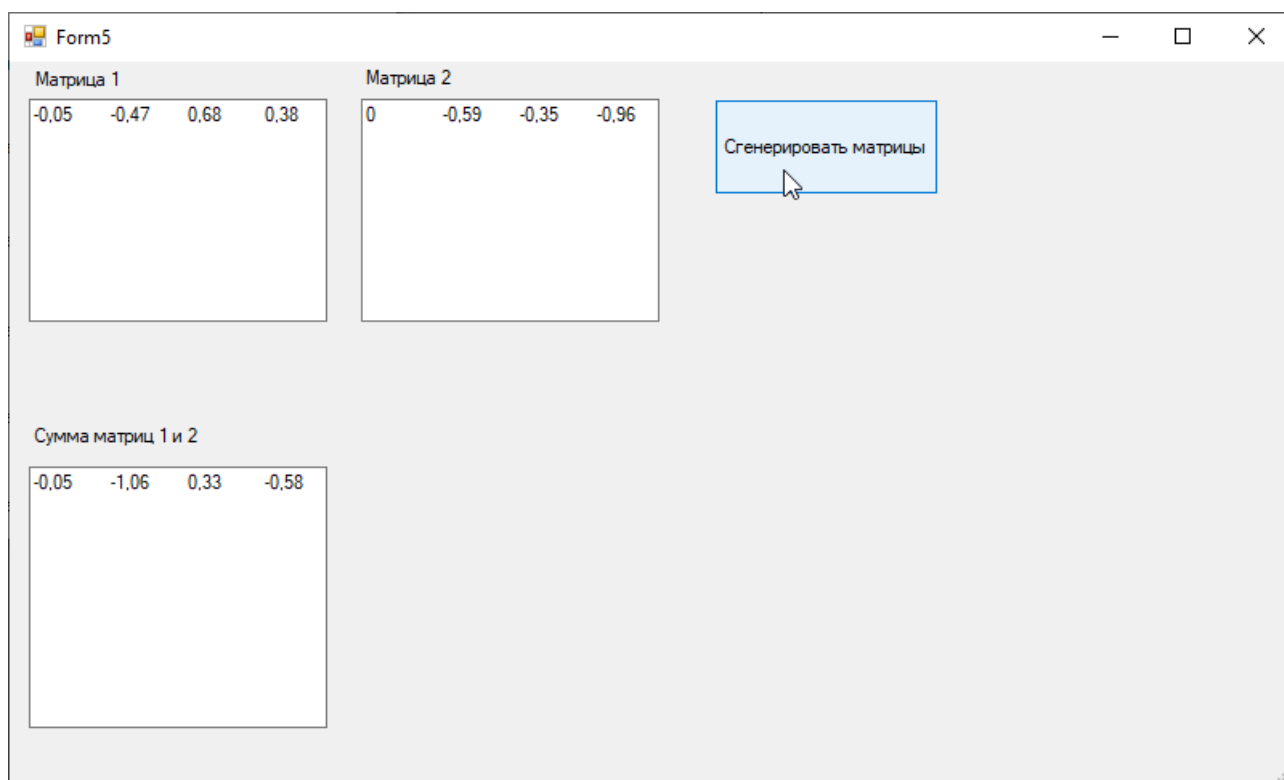 Form5
Матрица 1
Матрица 2
-0,05 -0,47 0,68 0,38
0 -0,59 -0,35 -0,96
Сгенерировать матрицы
Сумма матриц 1 и 2
-0,05 -1,06 0,33 -0,58